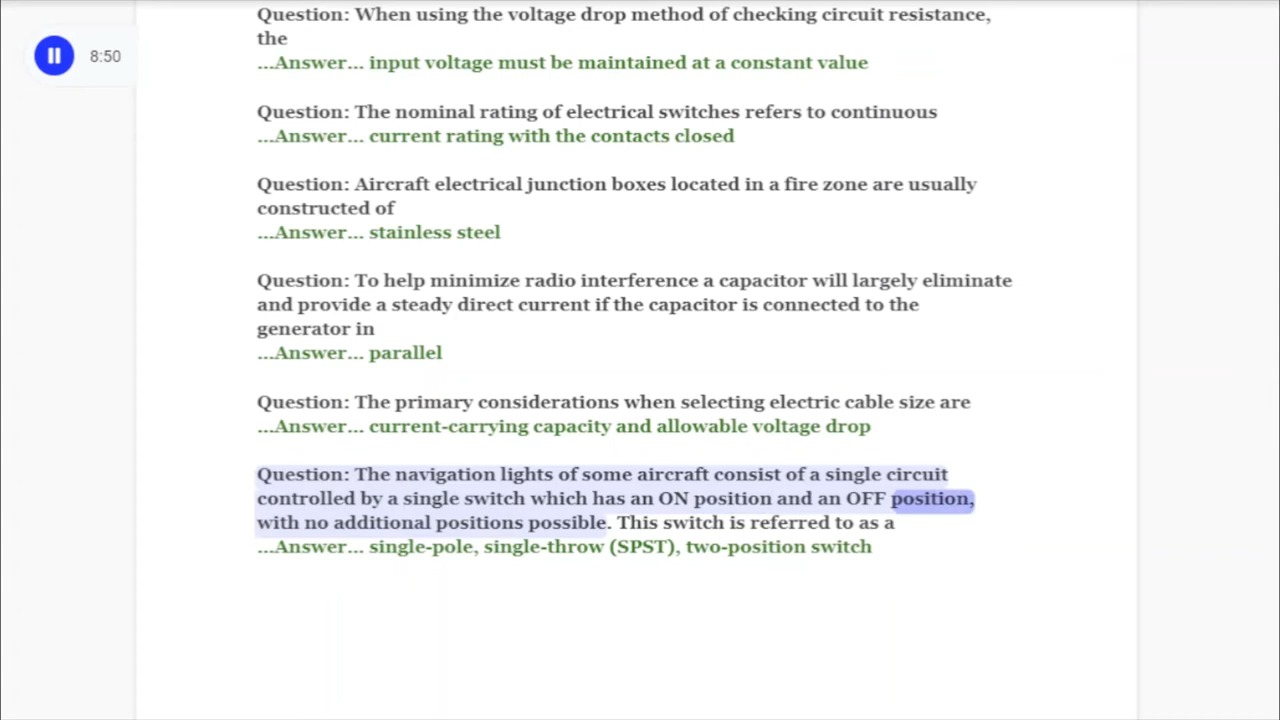 8:50
Question: When using the voltage drop method of checking circuit resistance,
the
...Answer... input voltage must be maintained at a constant value
Question: The nominal rating of electrical switches refers to continuous
...Answer... current rating with the contacts closed
Question: Aircraft electrical junction boxes located in a fire zone are usually
constructed of
...Answer... stainless steel
Question: To help minimize radio interference a capacitor will largely eliminate
and provide a steady direct current if the capacitor is connected to the
generator in
...Answer... parallel
Question: The primary considerations when selecting electric cable size are
...Answer... current-carrying capacity and allowable voltage drop
Question: The navigation lights of some aircraft consist of a single circuit
controlled by a single switch which has an ON position and an OFF position,
with no additional positions possible. This switch is referred to as a
...Answer... single-pole, single-throw (SPST), two-position switch